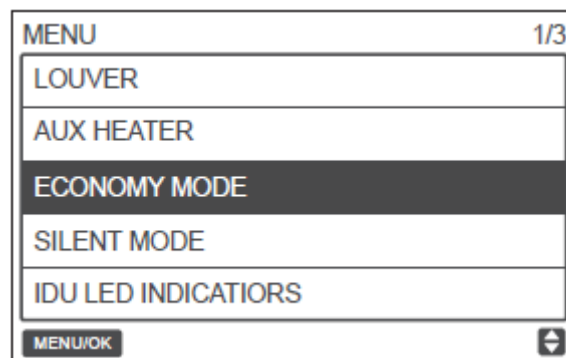 MENU 1/3
LOUVER
AUX HEATER
ECONOMY MODE
SILENT MODE
IDU LED INDICATIORS
MENU/OK